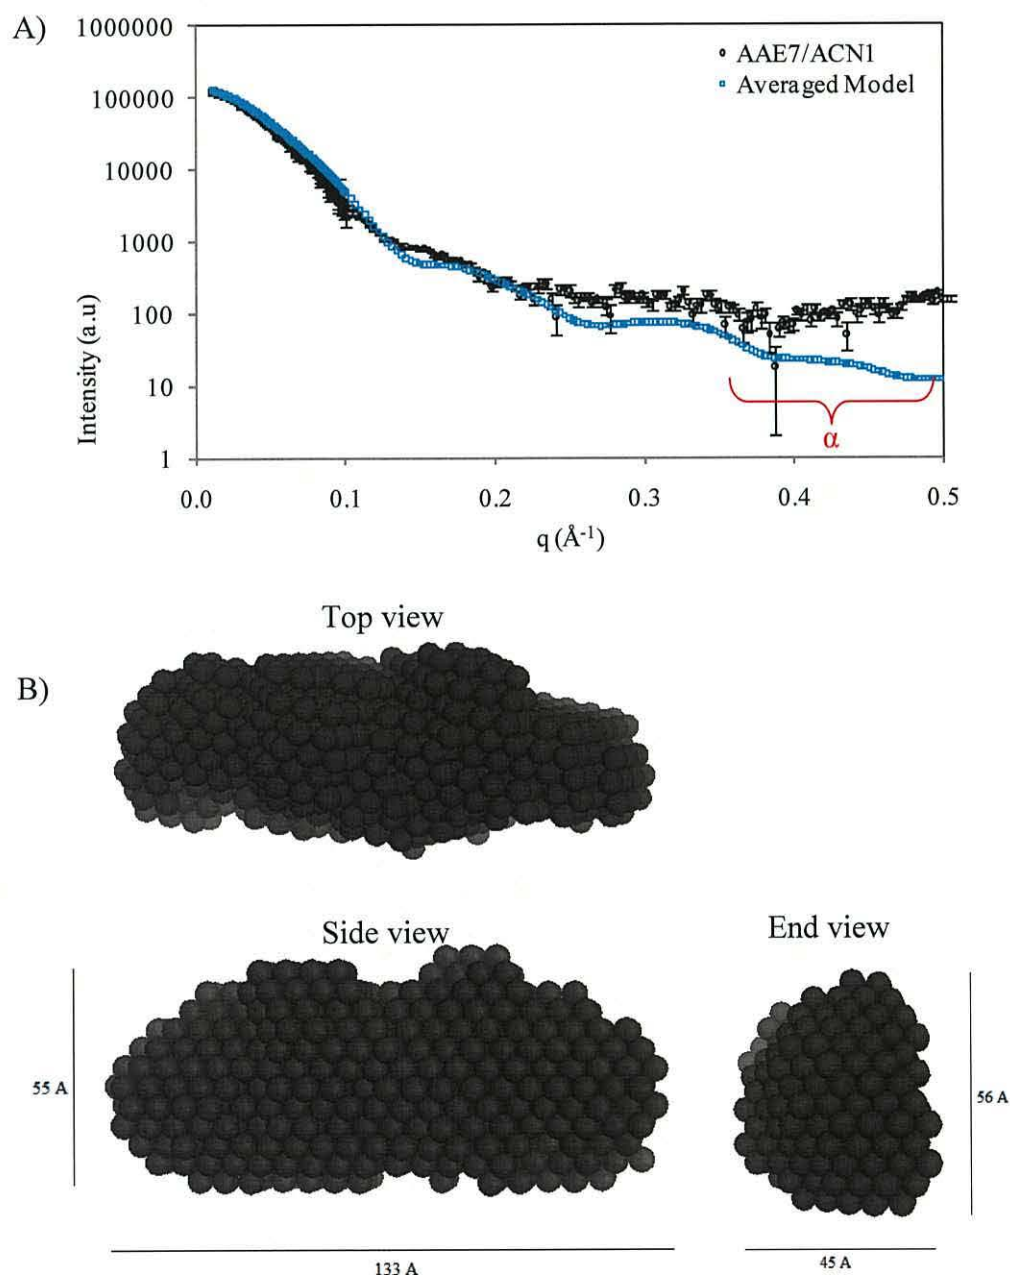 A)
1000000
100000
10000
1000
100
10
1
Intensity (a.u)
AAE7/ACN1
Averaged Model
α
0.0 0.1 0.2 0.3 0.4 0.5
q (Å⁻¹)
Top view
B)
Side view
End view
55 A
56 A
133 A
45 A